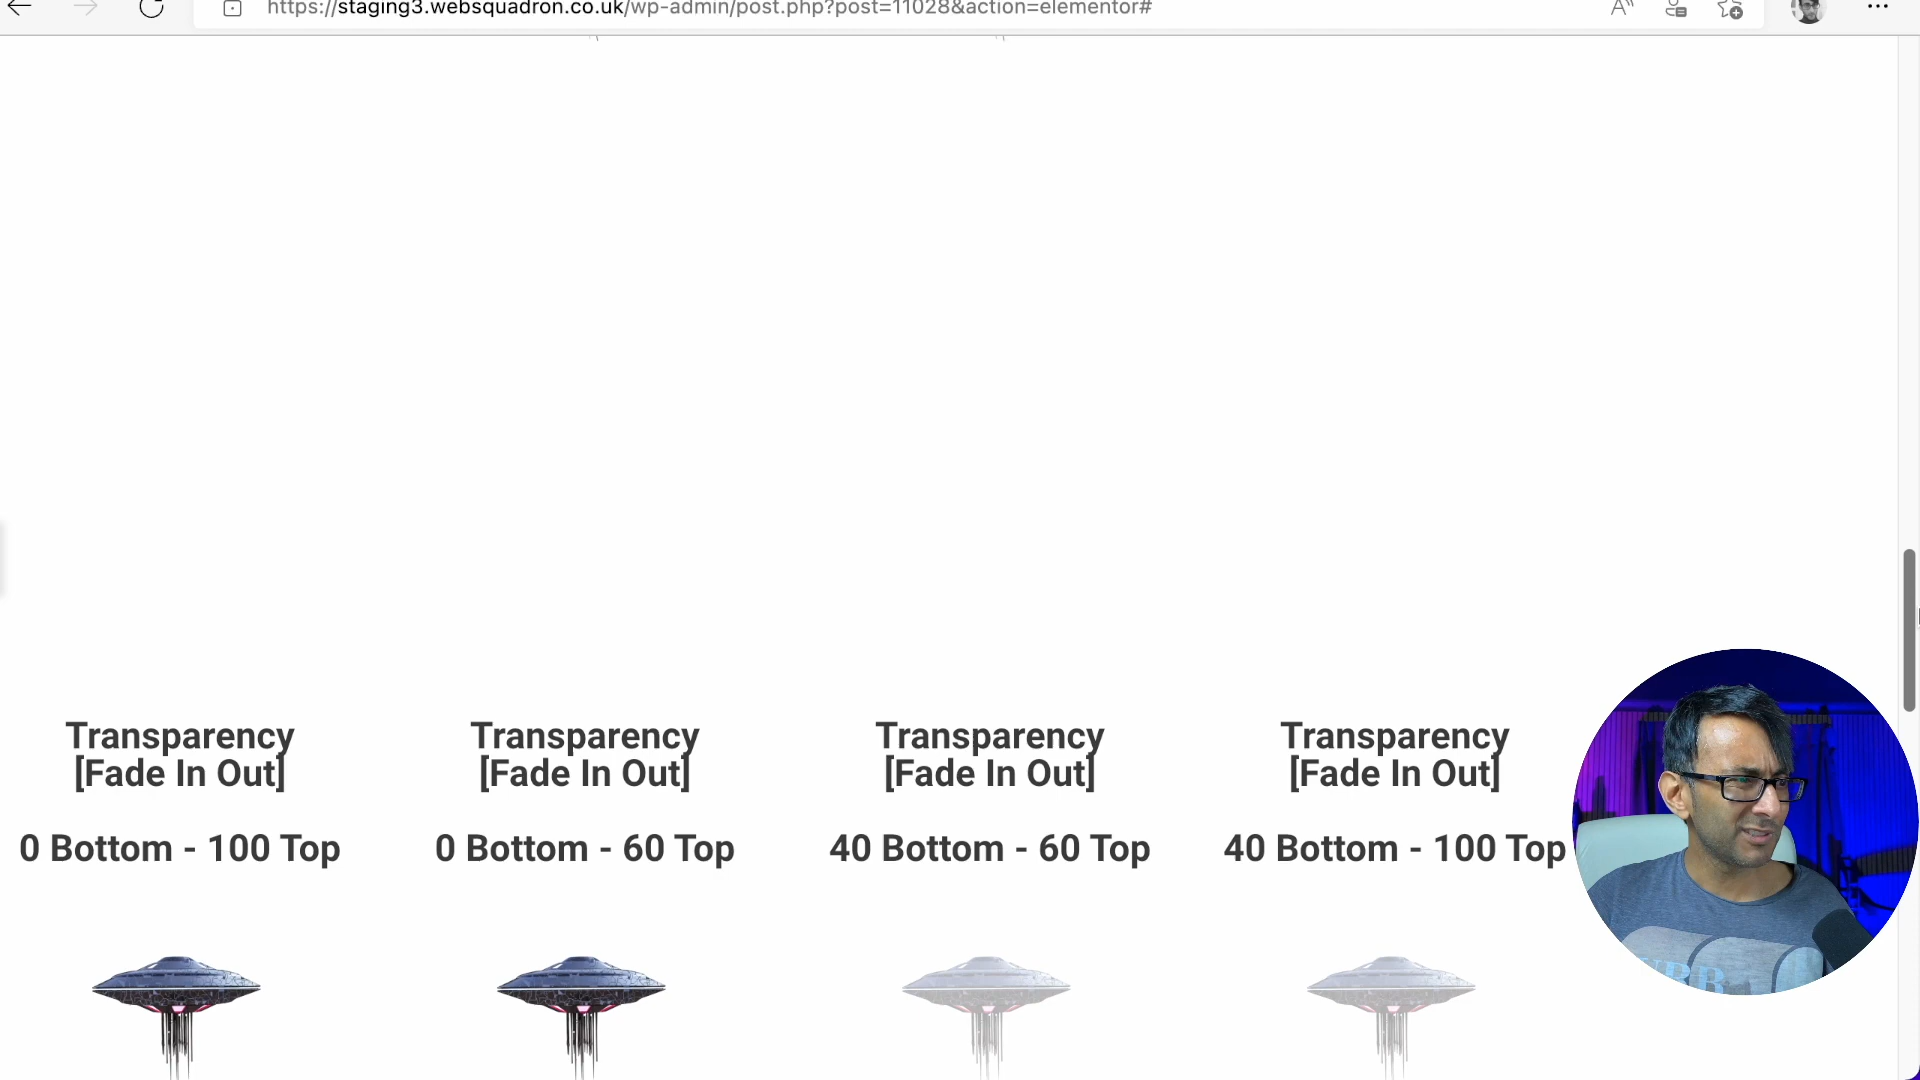 https://staging3.websquadron.co.uk/wp-admin/post.php?post=11028&action=elementor#
Transparency
[Fade In Out]
0 Bottom - 100 Top
Transparency
[Fade In Out]
0 Bottom - 60 Top
Transparency
[Fade In Out]
40 Bottom - 60 Top
Transparency
[Fade In Out]
40 Bottom - 100 Top